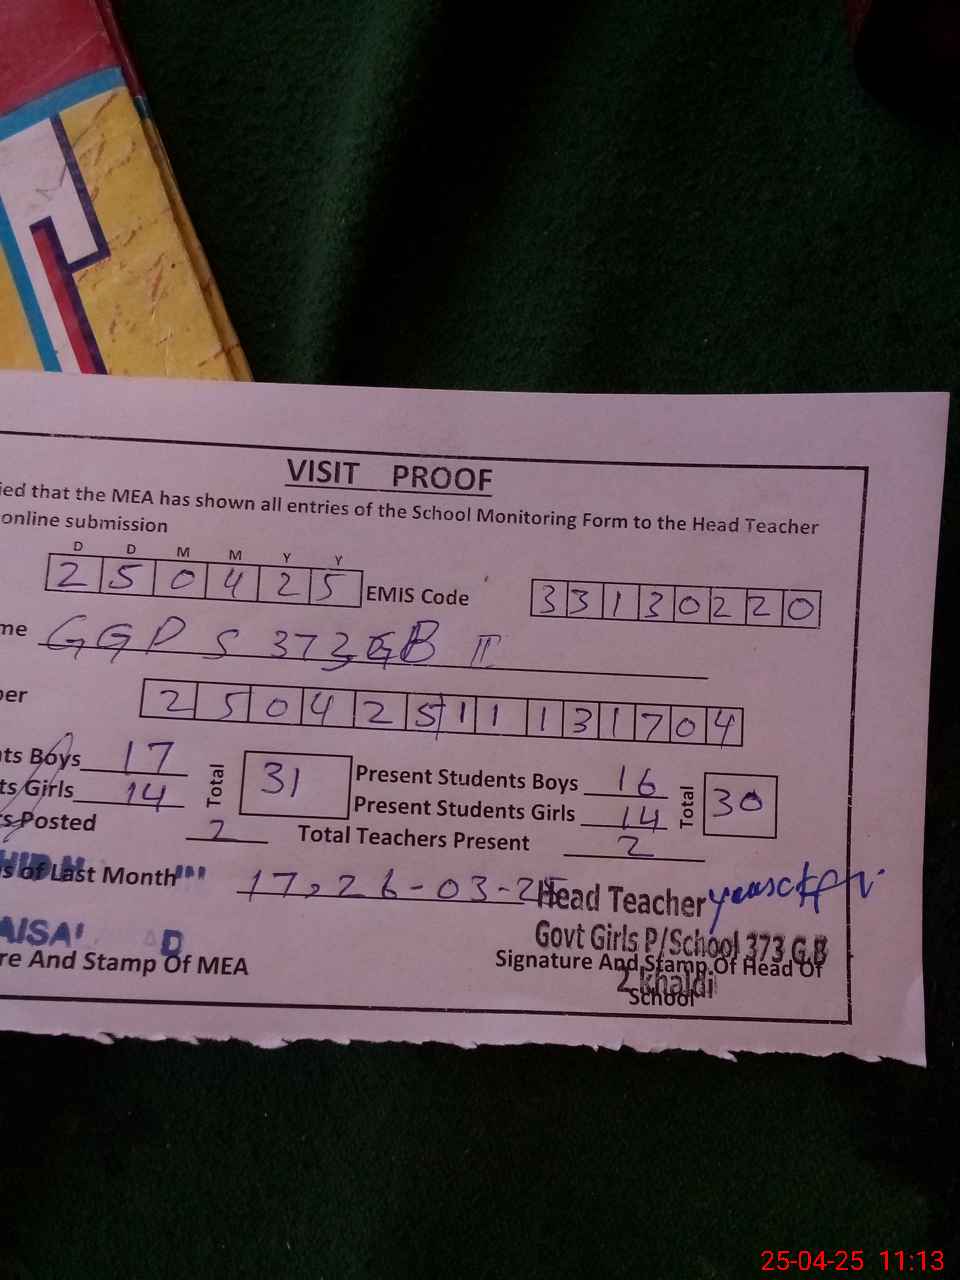 VISIT PROOF
ied that the MEA has shown all entries of the School Monitoring Form to the Head Teacher
online submission
D D M M Y Y
2 5 0 4 2 5 EMIS Code 3 3 1 3 0 2 2 0
me GGPS 373 GB II
ber 2 5 0 4 2 5 1 1 1 3 1 7 0 4
ts Boys 17 Total 31 Present Students Boys 16 Total 30
ts Girls 14 Present Students Girls 14
s Posted 2 Total Teachers Present 2
s of Last Month 17,26-03-25
Head Teacher
Govt Girls P/School 373 G.B
2 khaldi
re And Stamp Of MEA
Signature And Stamp Of Head Of
School
25-04-25 11:13